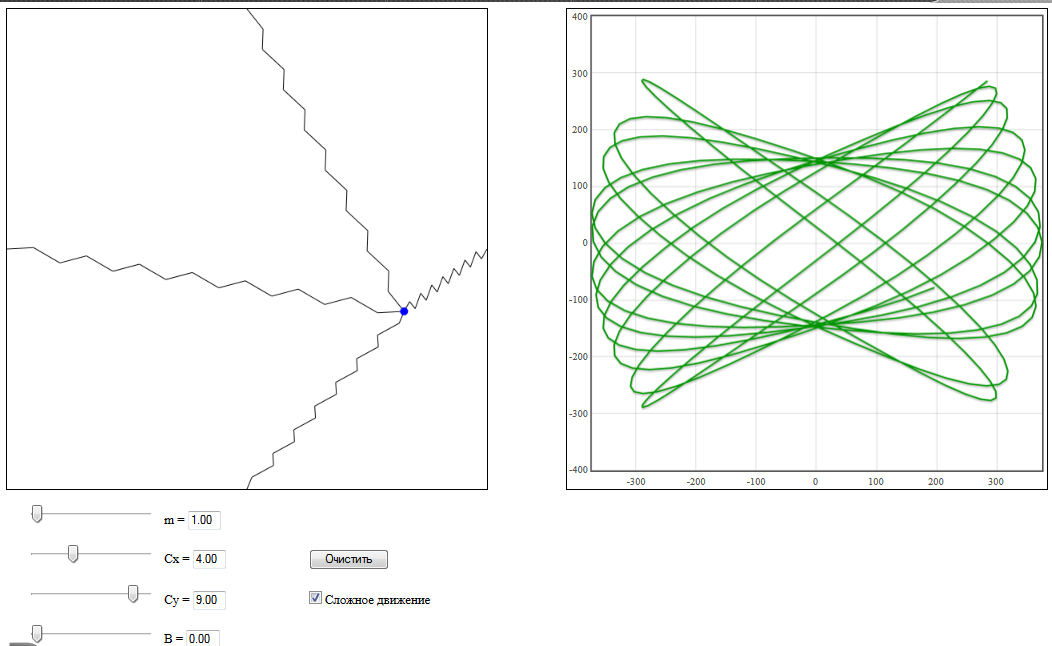 400
300
200
100
0
-100
-200
-300
-400
-300 -200 -100 0 100 200 300
m = 1.00
Cx = 4.00
Очистить
Cy = 9.00
Сложное движение
B = 0.00